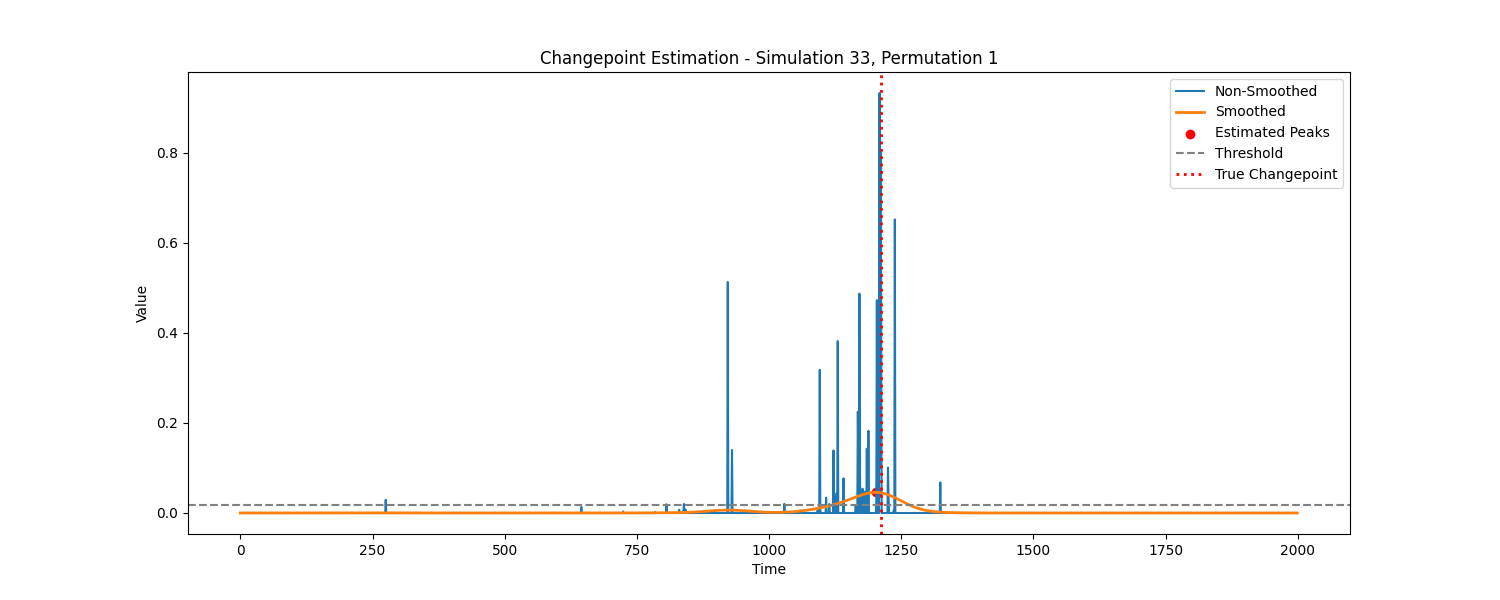 Changepoint Estimation - Simulation 33, Permutation 1
Non-Smoothed
Smoothed
Estimated Peaks
Threshold
True Changepoint
Value
0.8
0.6
0.4
0.2
0.0
0 250 500 750 1000 1250 1500 1750 2000
Time